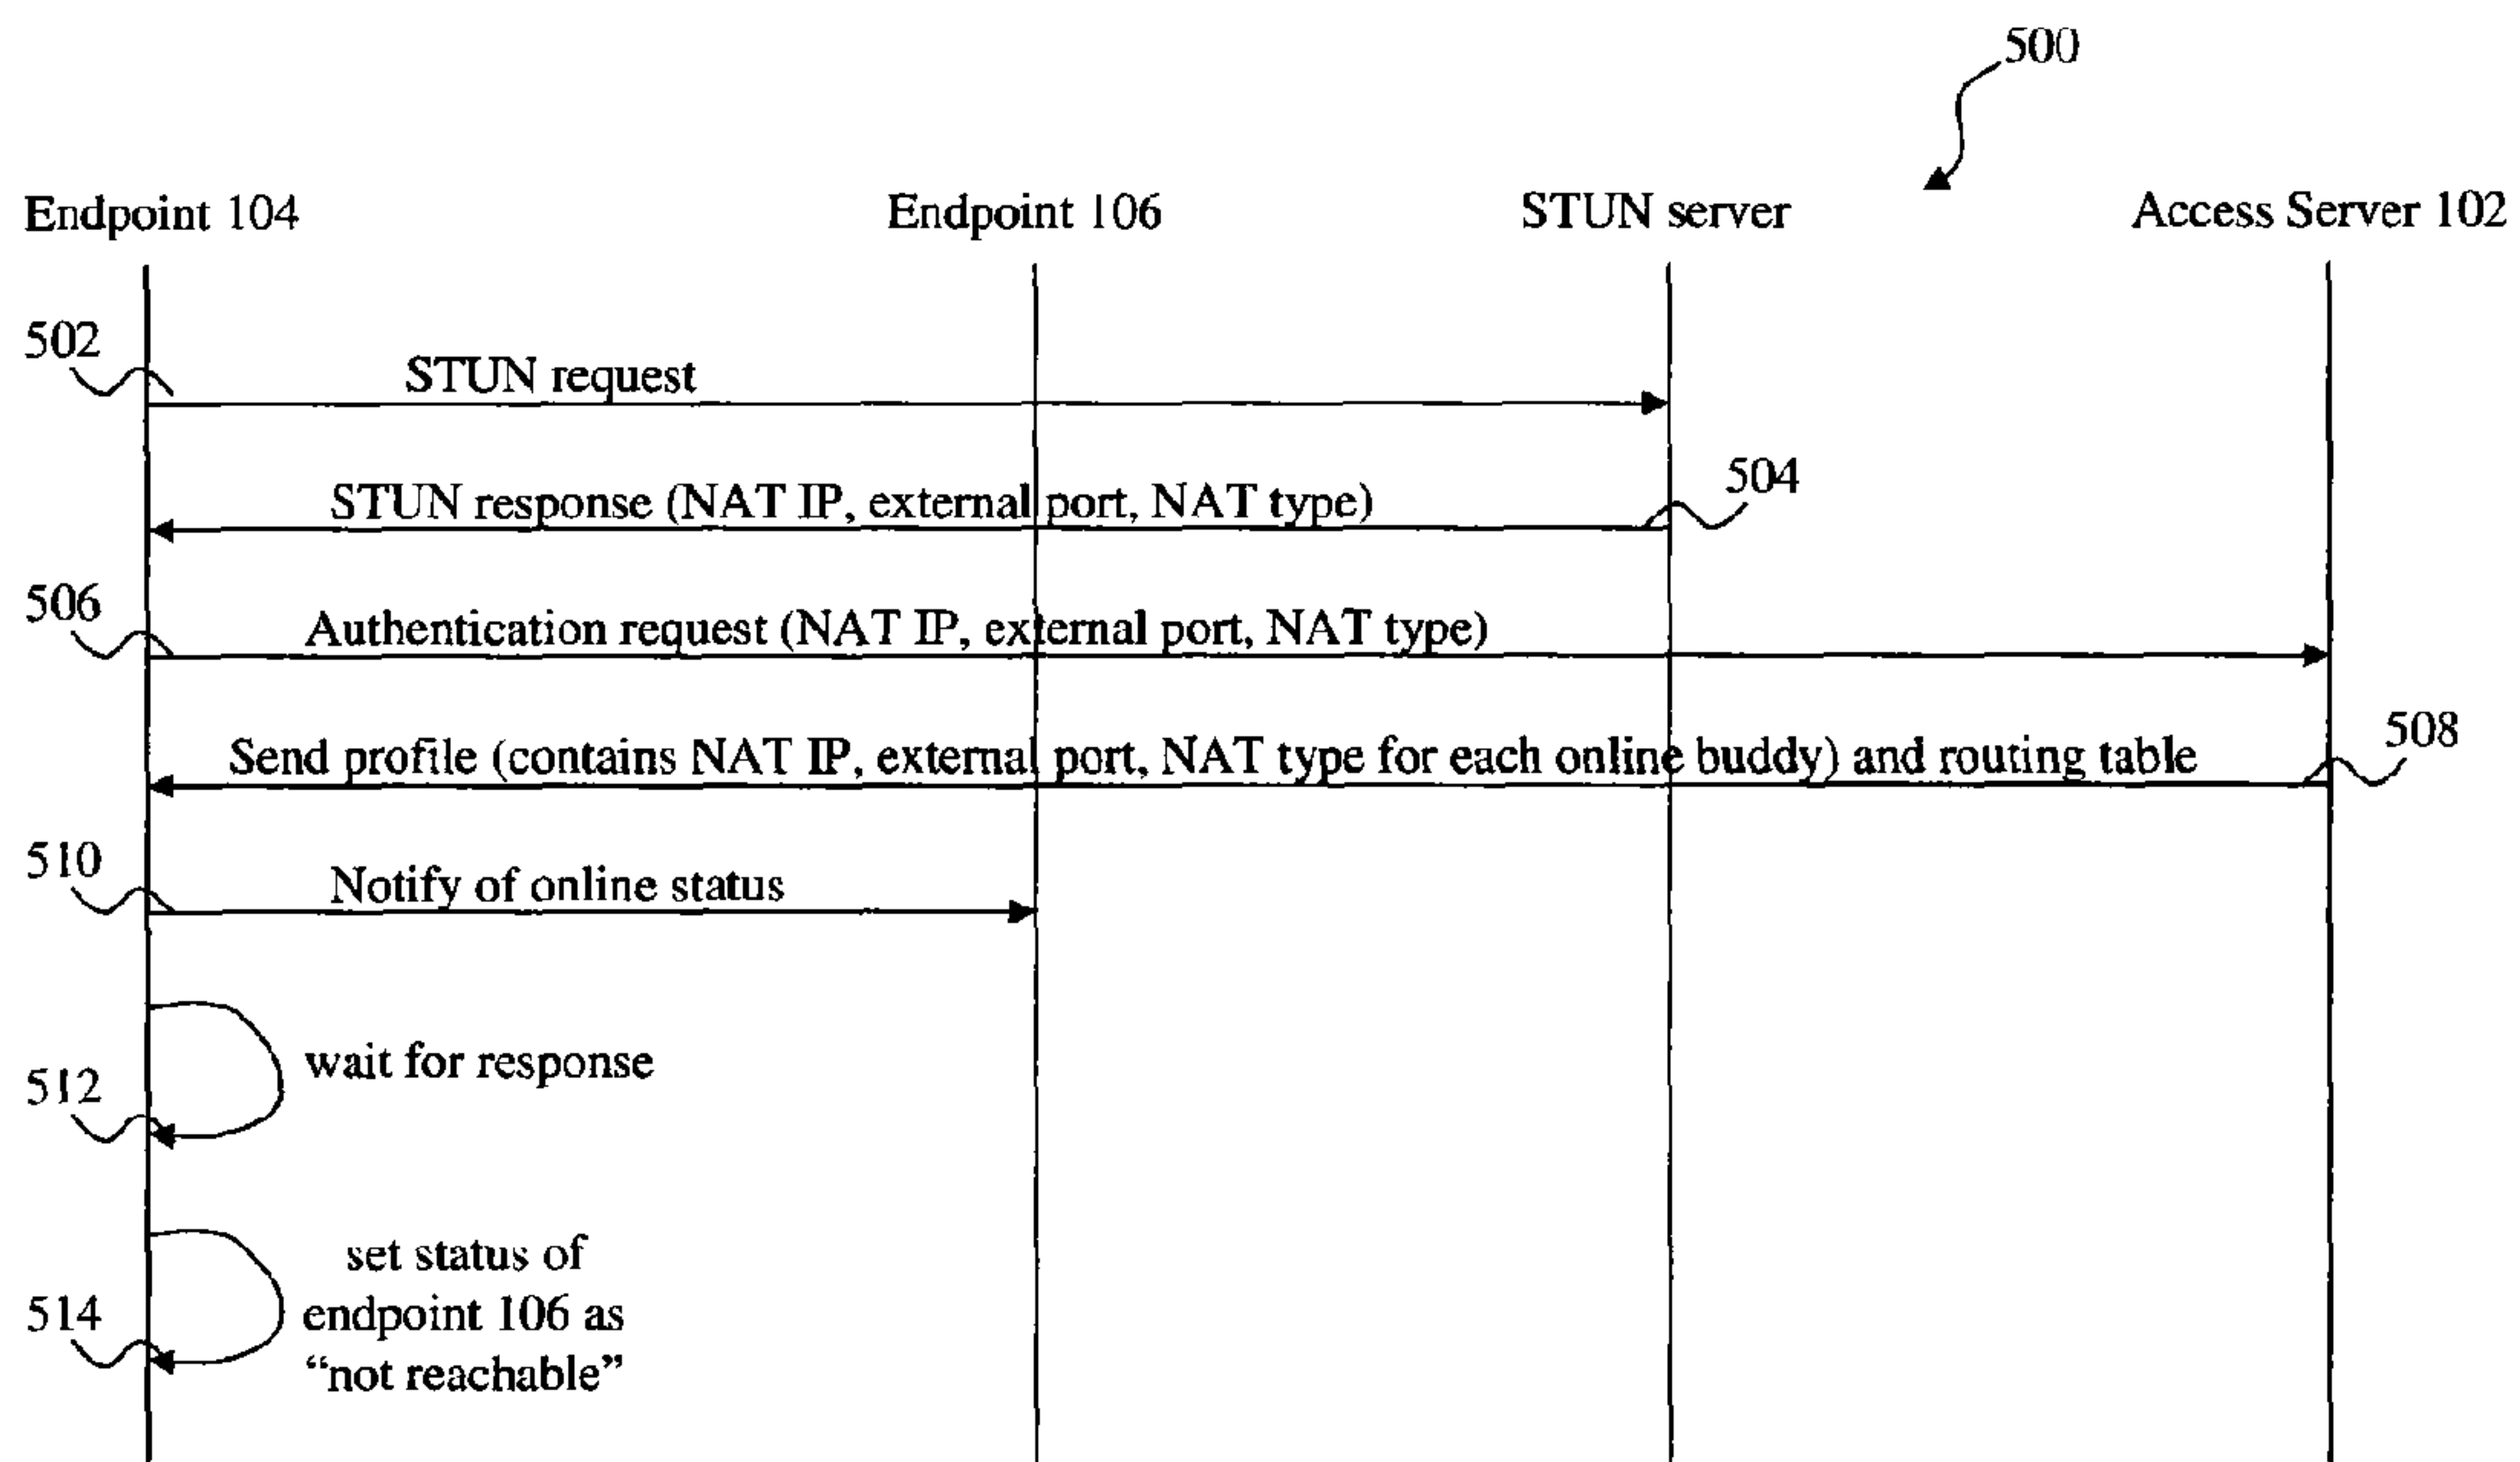 500
Endpoint 104
Endpoint 106
STUN server
Access Server 102
502
STUN request
504
STUN response (NAT IP, external port, NAT type)
506
Authentication request (NAT IP, external port, NAT type)
508
Send profile (contains NAT IP, external port, NAT type for each online buddy) and routing table
510
Notify of online status
wait for response
512
set status of
endpoint 106 as
514
“not reachable”